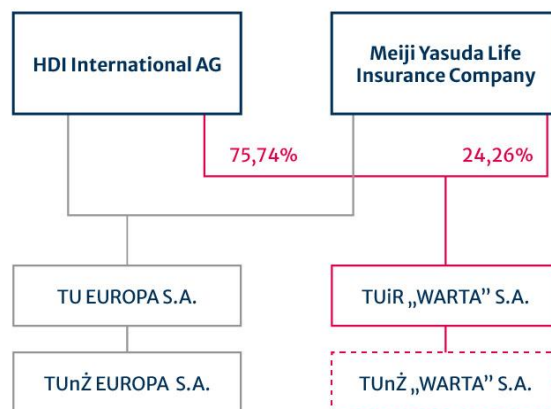 HDI International AG
Meiji Yasuda Life
Insurance Company
75,74%
24,26%
TU EUROPA S.A.
TUiR „WARTA” S.A.
TUnŻ EUROPA S.A.
TUnŻ „WARTA” S.A.